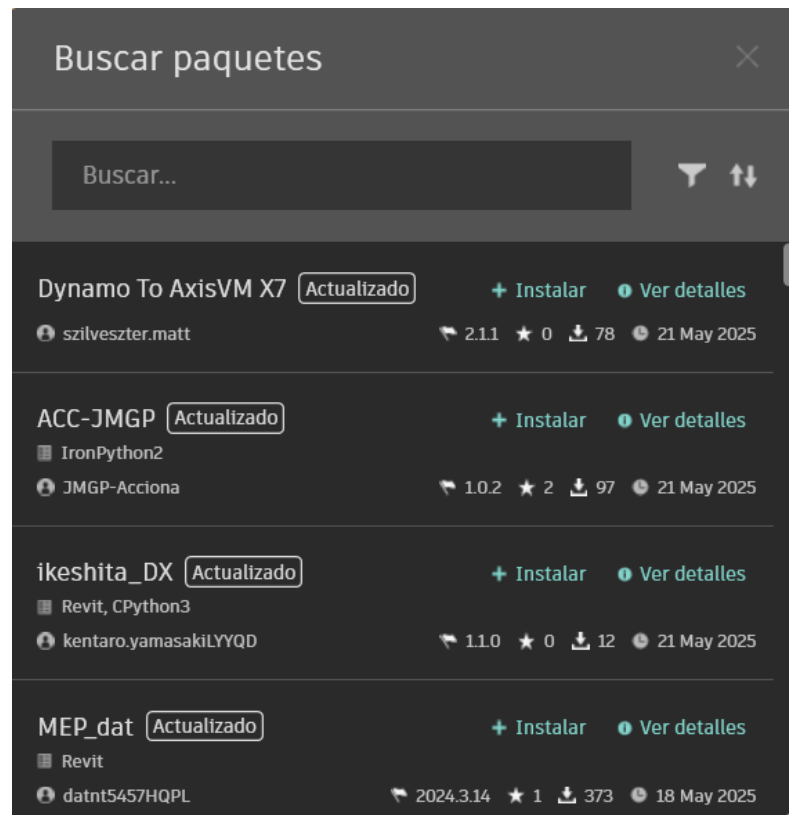 Buscar paquetes
Buscar...
Dynamo To AxisVM X7 Actualizado + Instalar Ver detalles
szilveszter.matt 2.1.1 0 78 21 May 2025
ACC-JMGP Actualizado + Instalar Ver detalles
IronPython2
JMGP-Acciona 1.0.2 2 97 21 May 2025
ikeshita_DX Actualizado + Instalar Ver detalles
Revit, CPython3
kentaro.yamasakiLYYQD 1.1.0 0 12 21 May 2025
MEP_dat Actualizado + Instalar Ver detalles
Revit
datnt5457HQPL 2024.3.14 1 373 18 May 2025